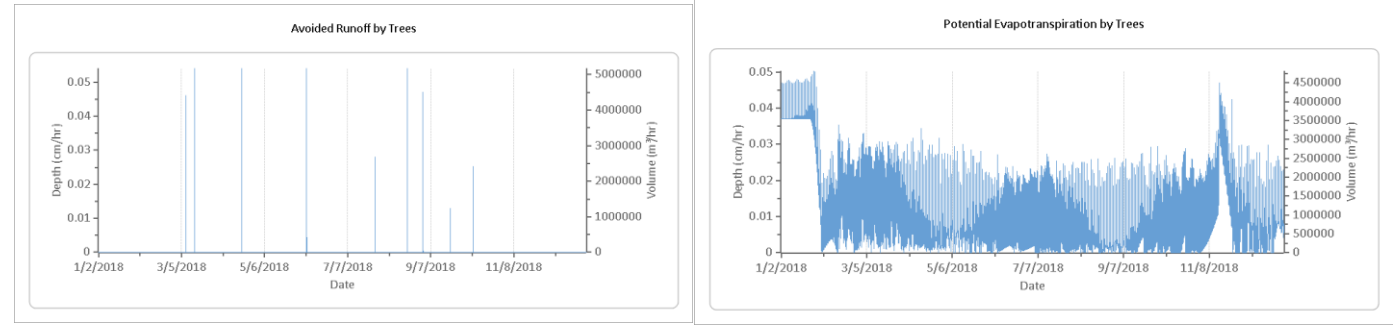 Avoided Runoff by Trees
0.05
0.04
0.03
0.02
0.01
0
Depth (cm/hr)
5000000
4000000
3000000
2000000
1000000
0
Volume (m³/hr)
1/2/2018 3/5/2018 5/6/2018 7/7/2018 9/7/2018 11/8/2018
Date
Potential Evapotranspiration by Trees
0.05
0.04
0.03
0.02
0.01
0
Depth (cm/hr)
4500000
4000000
3500000
3000000
2500000
2000000
1500000
1000000
500000
0
Volume (m³/hr)
1/2/2018 3/5/2018 5/6/2018 7/7/2018 9/7/2018 11/8/2018
Date